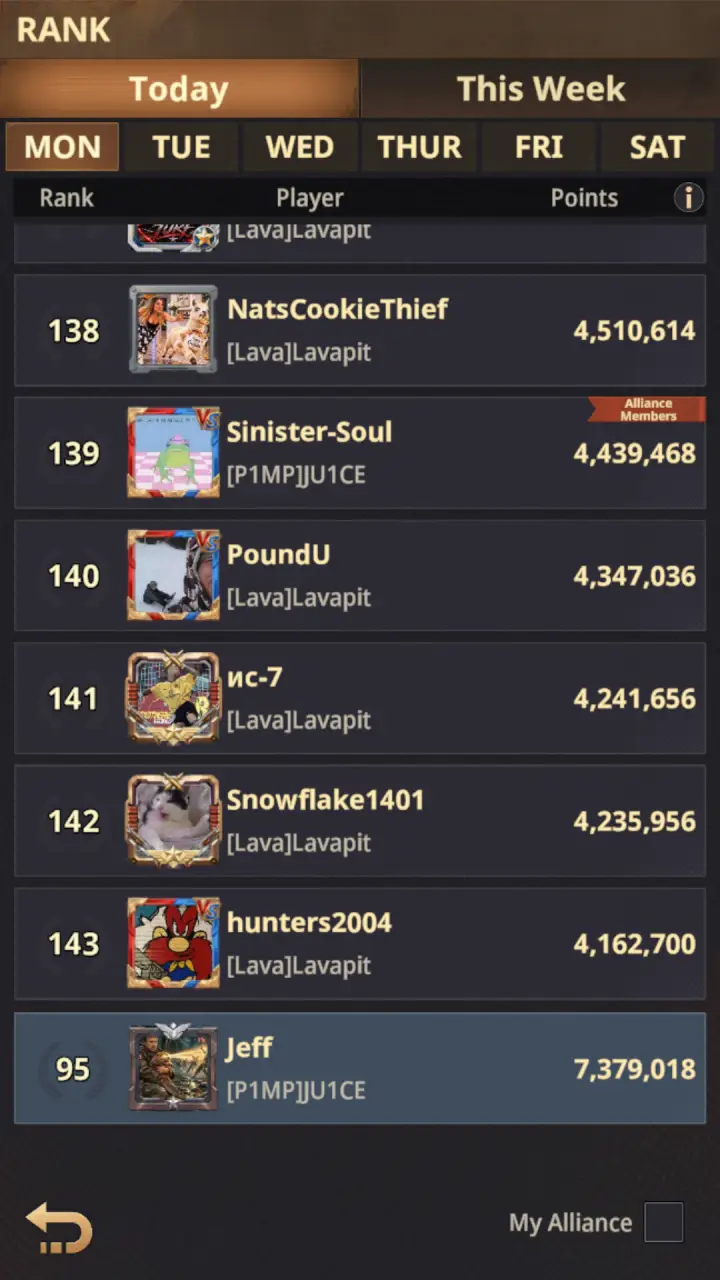 RANK
Today This Week
MON TUE WED THUR FRI SAT
Rank Player Points i
[Lava]Lavapit
138 NatsCookieThief 4,510,614
[Lava]Lavapit
Alliance
Members
139 Sinister-Soul 4,439,468
[P1MP]JU1CE
140 PoundU 4,347,036
[Lava]Lavapit
141 ис-7 4,241,656
[Lava]Lavapit
142 Snowflake1401 4,235,956
[Lava]Lavapit
143 hunters2004 4,162,700
[Lava]Lavapit
95 Jeff 7,379,018
[P1MP]JU1CE
My Alliance